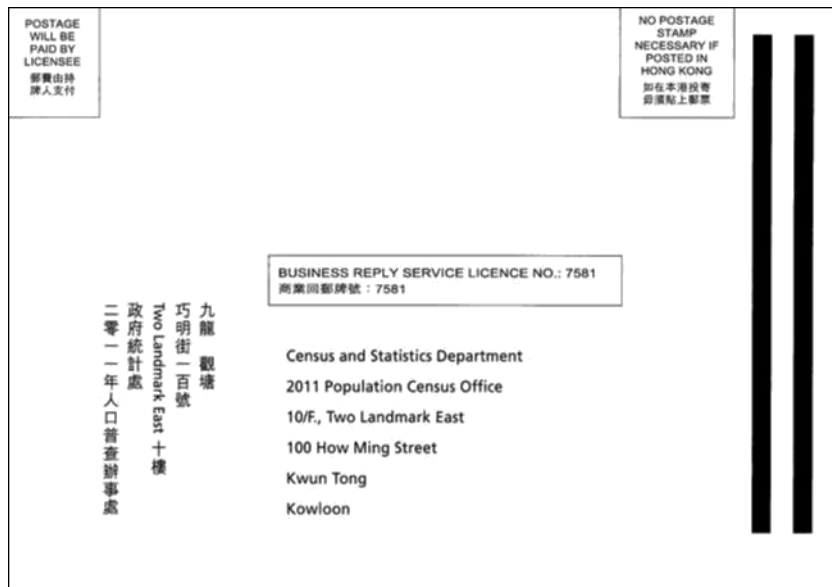 POSTAGE
WILL BE
PAID BY
LICENSEE
郵費由持
牌人支付
NO POSTAGE
STAMP
NECESSARY IF
POSTED IN
HONG KONG
如在本港投寄
毋須貼上郵票
BUSINESS REPLY SERVICE LICENCE NO.: 7581
商業回郵牌號：7581
九龍 觀塘
巧明街一百號
Two Landmark East 十樓
政府統計處
二零一一年人口普查辦事處
Census and Statistics Department
2011 Population Census Office
10/F., Two Landmark East
100 How Ming Street
Kwun Tong
Kowloon